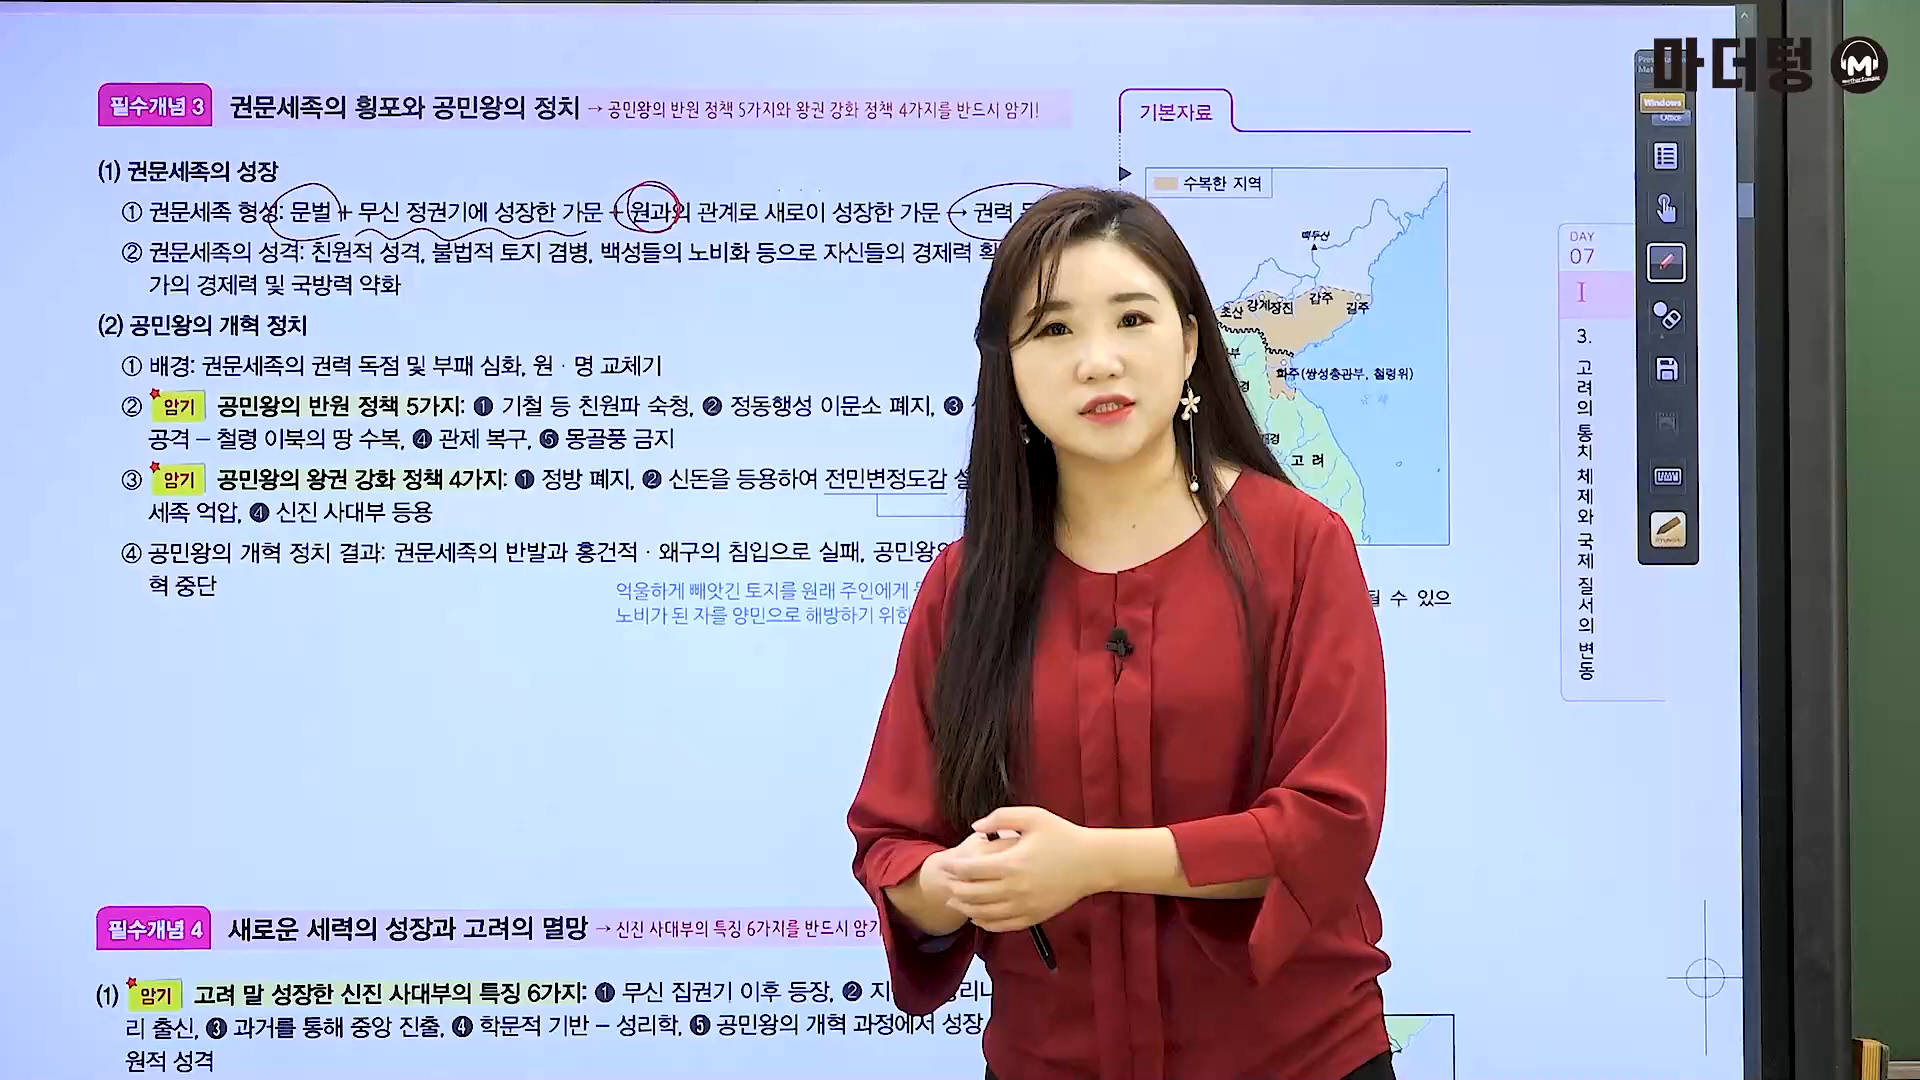 마더텅
필수개념 3 권문세족의 횡포와 공민왕의 정치 → 공민왕의 반원 정책 5가지와 왕권 강화 정책 4가지를 반드시 암기!
(1) 권문세족의 성장
① 권문세족 형성: 문벌 + 무신 정권기에 성장한 가문 + 원과의 관계로 새로이 성장한 가문 → 권력
② 권문세족의 성격: 친원적 성격, 불법적 토지 겸병, 백성들의 노비화 등으로 자신들의 경제력
가의 경제력 및 국방력 약화
(2) 공민왕의 개혁 정치
① 배경: 권문세족의 권력 독점 및 부패 심화, 원·명 교체기
② 암기 공민왕의 반원 정책 5가지: ❶ 기철 등 친원파 숙청, ❷ 정동행성 이문소 폐지, ❸
공격 – 철령 이북의 땅 수복, ❹ 관제 복구, ❺ 몽골풍 금지
③ 암기 공민왕의 왕권 강화 정책 4가지: ❶ 정방 폐지, ❷ 신돈을 등용하여 전민변정도감
세족 억압, ❹ 신진 사대부 등용
④ 공민왕의 개혁 정치 결과: 권문세족의 반발과 홍건적·왜구의 침입으로 실패,
혁 중단
억울하게 빼앗긴 토지를 원래 주인에게
노비가 된 자를 양민으로 해방하기 위한
필수개념 4 새로운 세력의 성장과 고려의 멸망 → 신진 사대부의 특징 6가지를 반드시 암기
(1) 암기 고려 말 성장한 신진 사대부의 특징 6가지: ❶ 무신 집권기 이후 등장, ❷
리 출신, ❸ 과거를 통해 중앙 진출, ❹ 학문적 기반 – 성리학, ❺ 공민왕의 개혁 과정에서 성장
원적 성격
기본자료
수복한 지역
백두산
초산 강계 장진 갑주 길주
화주(쌍성총관부, 철령위)
동해
고려
수 있으
DAY
07
I
3. 고려의 통치 체제와 국제 질서의 변동
Windows
Office